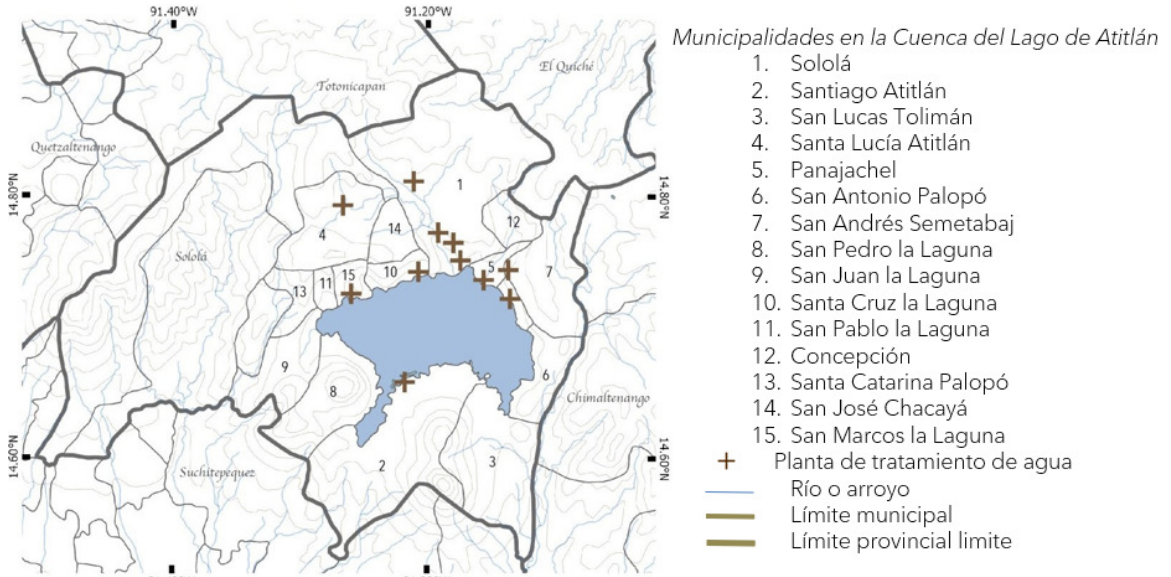 91.40°W
91.20°W
Municipalidades en la Cuenca del Lago de Atitlán
1. Sololá
2. Santiago Atitlán
3. San Lucas Tolimán
4. Santa Lucía Atitlán
5. Panajachel
6. San Antonio Palopó
7. San Andrés Semetabaj
8. San Pedro la Laguna
9. San Juan la Laguna
10. Santa Cruz la Laguna
11. San Pablo la Laguna
12. Concepción
13. Santa Catarina Palopó
14. San José Chacayá
15. San Marcos la Laguna
Planta de tratamiento de agua
Río o arroyo
Límite municipal
Límite provincial limite
El Quiché
Totonicapan
Quetzaltenango
14.80°N
14.80°N
1
12
4
14
Sololá
5
7
10
15
11
13
9
8
6
Chimaltenango
14.60°N
14.60°N
2
3
Suchitepequez